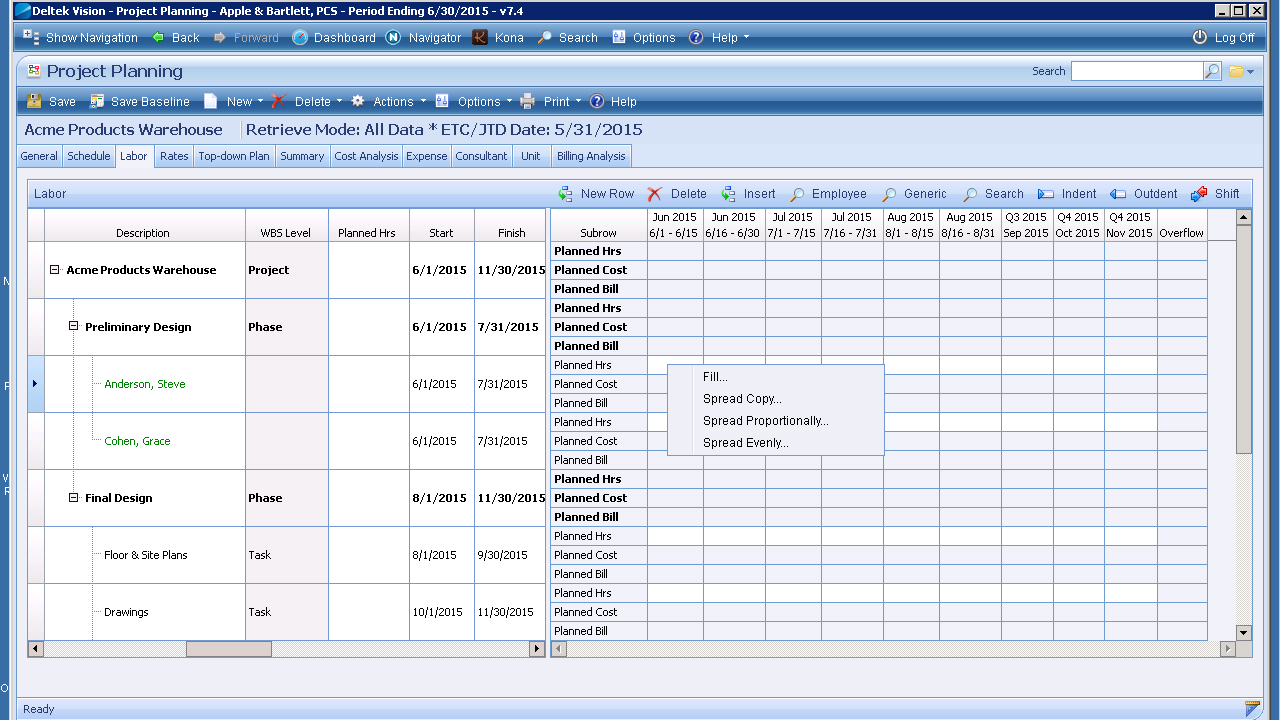 Deltek Vision - Project Planning - Apple & Bartlett, PCS - Period Ending 6/30/2015 - v7.4
Show Navigation Back Forward Dashboard Navigator Kona Search Options Help Log Off
Project Planning Search
Save Save Baseline New Delete Actions Options Print Help
Acme Products Warehouse Retrieve Mode: All Data * ETC/JTD Date: 5/31/2015
General Schedule Labor Rates Top-down Plan Summary Cost Analysis Expense Consultant Unit Billing Analysis
Labor New Row Delete Insert Employee Generic Search Indent Outdent Shift
Jun 2015 Jun 2015 Jul 2015 Jul 2015 Aug 2015 Aug 2015 Q3 2015 Q4 2015 Q4 2015
Description WBS Level Planned Hrs Start Finish Subrow 6/1 - 6/15 6/16 - 6/30 7/1 - 7/15 7/16 - 7/31 8/1 - 8/15 8/16 - 8/31 Sep 2015 Oct 2015 Nov 2015 Overflow
Planned Hrs
Acme Products Warehouse Project 6/1/2015 11/30/2015 Planned Cost
Planned Bill
Planned Hrs
Preliminary Design Phase 6/1/2015 7/31/2015 Planned Cost
Planned Bill
Planned Hrs
Fill...
Anderson, Steve 6/1/2015 7/31/2015 Planned Cost
Spread Copy...
Planned Bill
Planned Hrs
Spread Proportionally...
Cohen, Grace 6/1/2015 7/31/2015 Planned Cost
Spread Evenly...
Planned Bill
Planned Hrs
Final Design Phase 8/1/2015 11/30/2015 Planned Cost
Planned Bill
Planned Hrs
Floor & Site Plans Task 8/1/2015 9/30/2015 Planned Cost
Planned Bill
Planned Hrs
Drawings Task 10/1/2015 11/30/2015 Planned Cost
Planned Bill
Ready